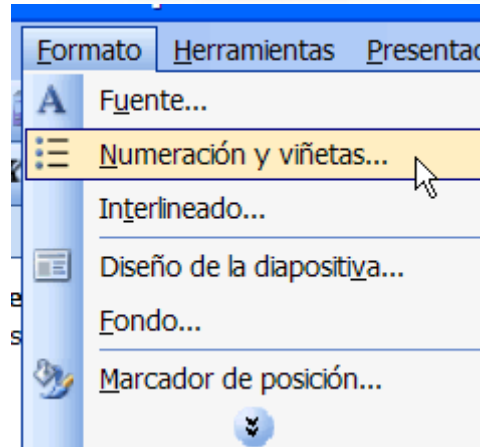 Formato Herramientas Presentac
Fuente...
Numeración y viñetas...
Interlineado...
Diseño de la diapositiva...
Fondo...
Marcador de posición...